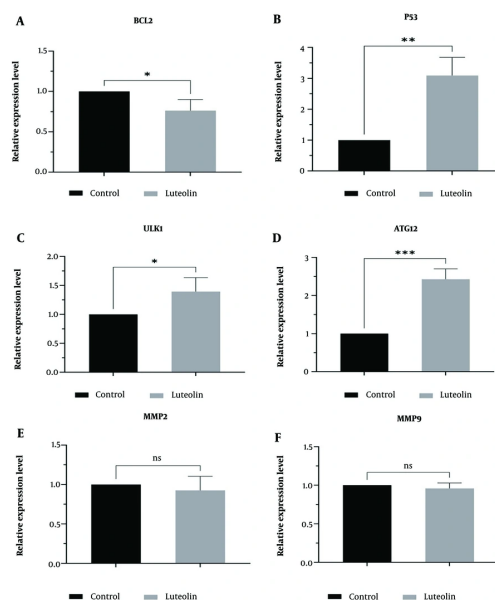 A
BCL2
Relative expression level
1.5
1.0
0.5
0.0
*
Control
Luteolin
B
P53
Relative expression level
4
3
2
1
0
**
Control
Luteolin
C
ULK1
Relative expression level
2.0
1.5
1.0
0.5
0.0
*
Control
Luteolin
D
ATG12
Relative expression level
3
2
1
0
***
Control
Luteolin
E
MMP2
Relative expression level
1.5
1.0
0.5
0.0
ns
Control
Luteolin
F
MMP9
Relative expression level
1.5
1.0
0.5
0.0
ns
Control
Luteolin